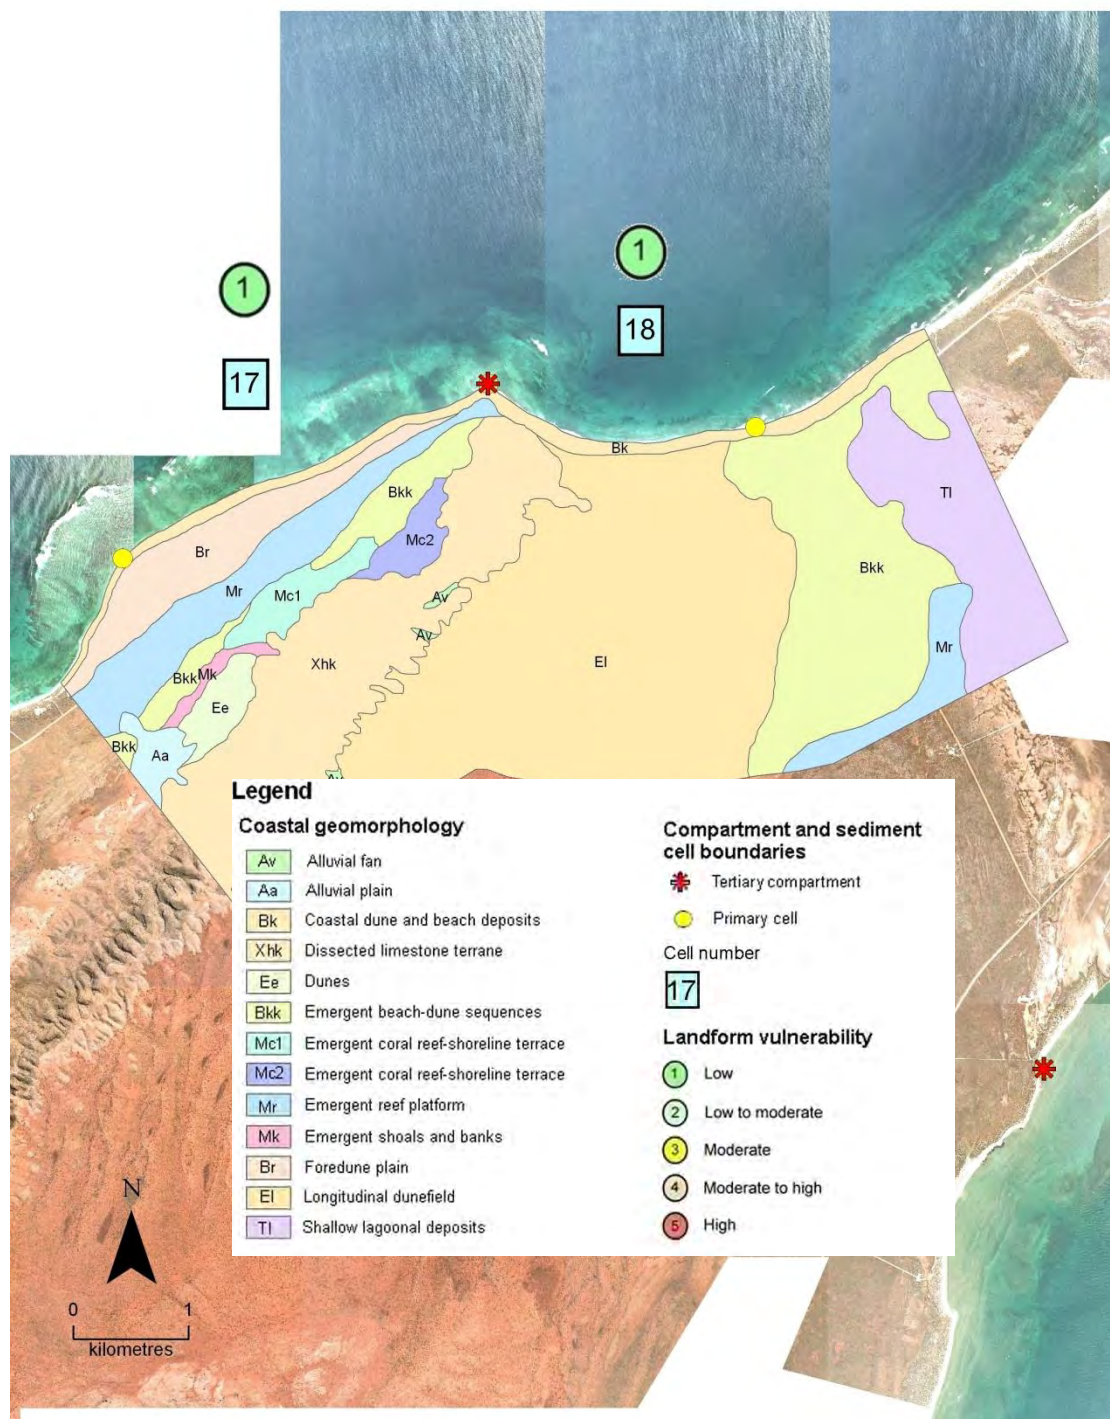 1
1
18
17
Bk
Bkk
Tl
Br
Mc2
Bkk
Mr
Mc1
Av
Av
Xhk
El
Mr
Bkk
Mk
Ee
Bkk
Aa
Av
Legend
Coastal geomorphology
Av Alluvial fan
Aa Alluvial plain
Bk Coastal dune and beach deposits
Xhk Dissected limestone terrane
Ee Dunes
Bkk Emergent beach-dune sequences
Mc1 Emergent coral reef-shoreline terrace
Mc2 Emergent coral reef-shoreline terrace
Mr Emergent reef platform
Mk Emergent shoals and banks
Br Foredune plain
El Longitudinal dunefield
Tl Shallow lagoonal deposits
Compartment and sediment
cell boundaries
Tertiary compartment
Primary cell
Cell number
17
Landform vulnerability
1 Low
2 Low to moderate
3 Moderate
4 Moderate to high
5 High
N
0 1
kilometres